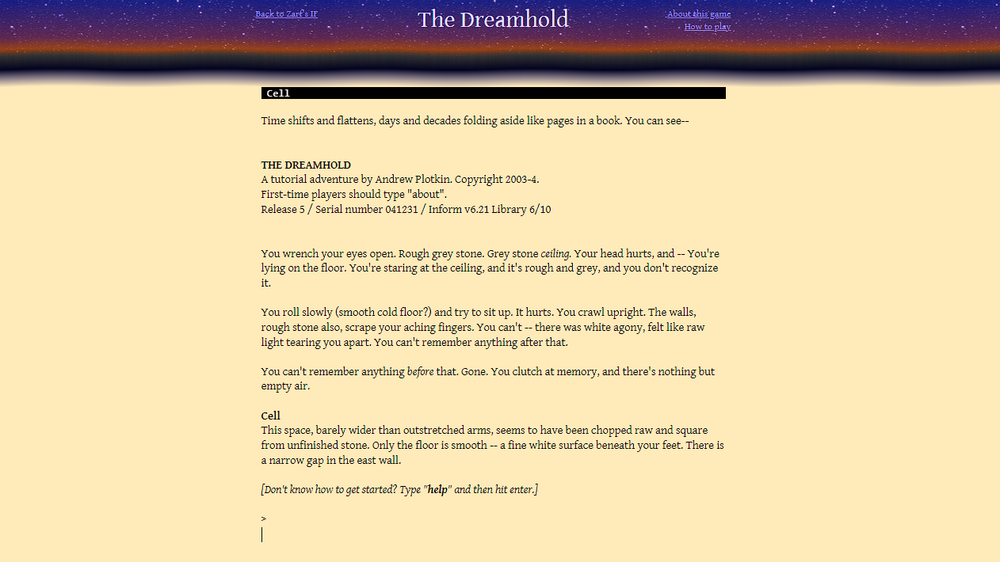 Back to Zarf's IF
The Dreamhold
About this game
How to play
Cell
Time shifts and flattens, days and decades folding aside like pages in a book. You can see--
THE DREAMHOLD
A tutorial adventure by Andrew Plotkin. Copyright 2003-4.
First-time players should type "about".
Release 5 / Serial number 041231 / Inform v6.21 Library 6/10
You wrench your eyes open. Rough grey stone. Grey stone ceiling. Your head hurts, and -- You're
lying on the floor. You're staring at the ceiling, and it's rough and grey, and you don't recognize
it.
You roll slowly (smooth cold floor?) and try to sit up. It hurts. You crawl upright. The walls,
rough stone also, scrape your aching fingers. You can't -- there was white agony, felt like raw
light tearing you apart. You can't remember anything after that.
You can't remember anything before that. Gone. You clutch at memory, and there's nothing but
empty air.
Cell
This space, barely wider than outstretched arms, seems to have been chopped raw and square
from unfinished stone. Only the floor is smooth -- a fine white surface beneath your feet. There is
a narrow gap in the east wall.
[Don't know how to get started? Type "help" and then hit enter.]
>